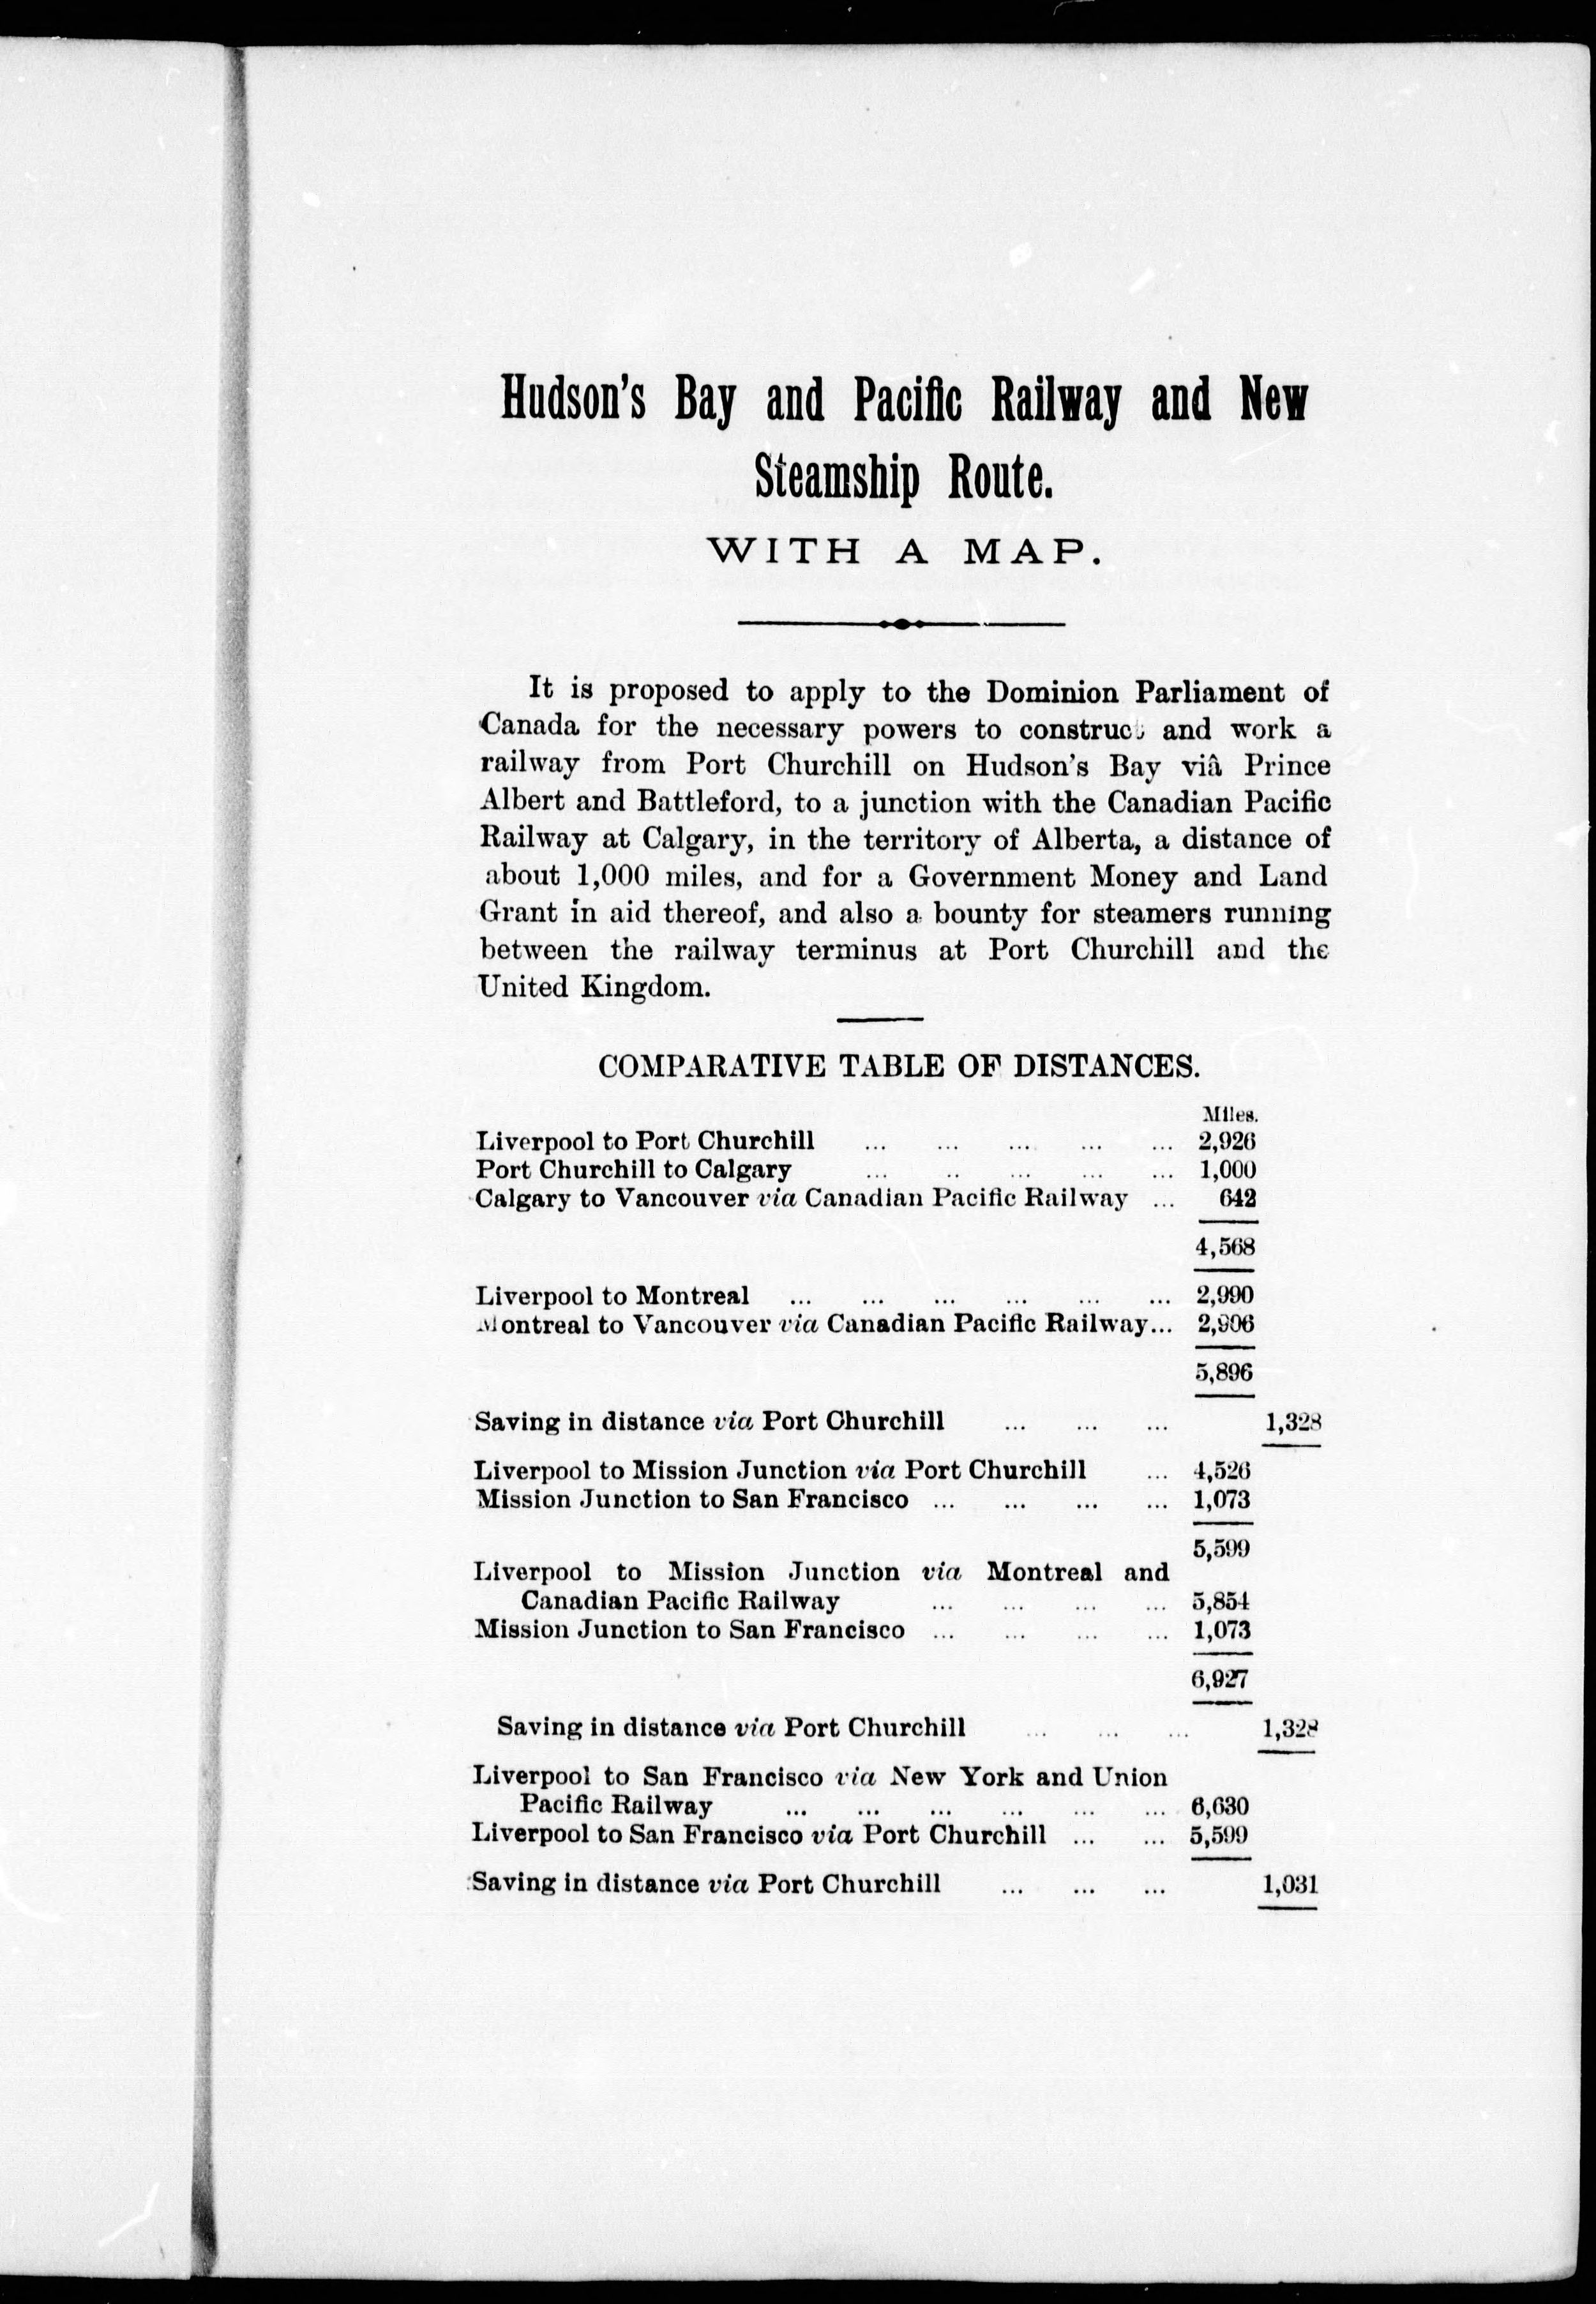 Hudson's Bay and Pacific Railway and New
Steamship Route.
WITH A MAP.
It is proposed to apply to the Dominion Parliament of
Canada for the necessary powers to construct and work a
railway from Port Churchill on Hudson's Bay viâ Prince
Albert and Battleford, to a junction with the Canadian Pacific
Railway at Calgary, in the territory of Alberta, a distance of
about 1,000 miles, and for a Government Money and Land
Grant in aid thereof, and also a bounty for steamers running
between the railway terminus at Port Churchill and the
United Kingdom.
COMPARATIVE TABLE OF DISTANCES.
Miles.
Liverpool to Port Churchill ... ... ... ... ... 2,926
Port Churchill to Calgary ... .. ... ... ... 1,000
Calgary to Vancouver via Canadian Pacific Railway ... 642
4,568
Liverpool to Montreal ... ... ... ... ... ... 2,990
Montreal to Vancouver via Canadian Pacific Railway... 2,906
5,896
Saving in distance via Port Churchill ... ... ... 1,328
Liverpool to Mission Junction via Port Churchill ... 4,526
Mission Junction to San Francisco ... ... ... ... 1,073
5,599
Liverpool to Mission Junction via Montreal and
Canadian Pacific Railway ... ... ... ... 5,854
Mission Junction to San Francisco ... ... ... ... 1,073
6,927
Saving in distance via Port Churchill ... ... ... 1,328
Liverpool to San Francisco via New York and Union
Pacific Railway ... ... ... ... ... ... 6,630
Liverpool to San Francisco via Port Churchill ... ... 5,599
Saving in distance via Port Churchill ... ... ... 1,031